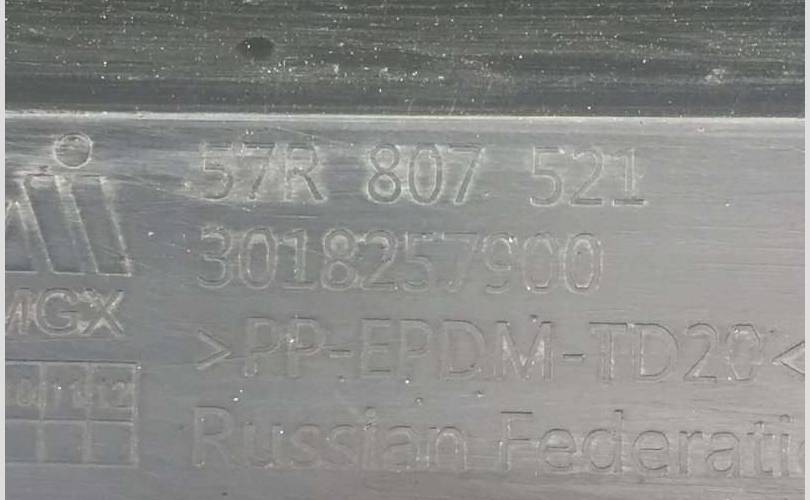 57R 807 521
3018257900
MGX
>PP-EPDM-TD20<
Russian Federati